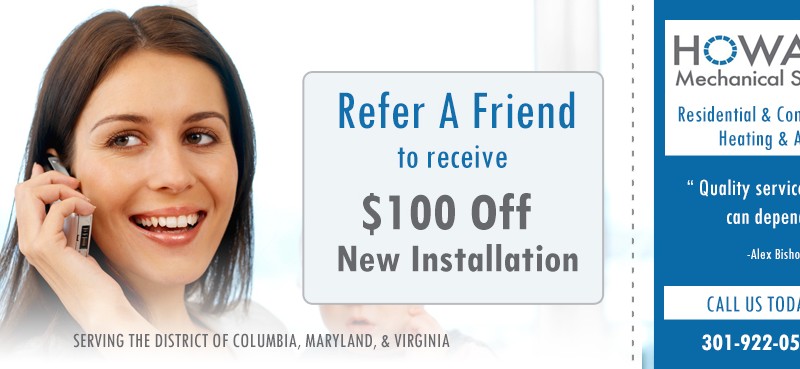 Refer A Friend
to receive
$100 Off
New Installation
SERVING THE DISTRICT OF COLUMBIA, MARYLAND, & VIRGINIA
HOWA
Mechanical S
Residential & Com
Heating & A
“ Quality service
can depen
-Alex Bisho
CALL US TODA
301-922-05